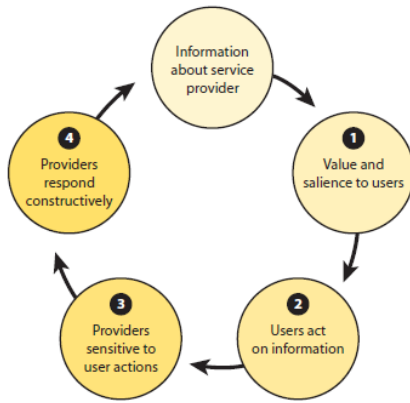 Information
about service
provider
1
Value and
salience to users
2
Users act
on information
3
Providers
sensitive to
user actions
4
Providers
respond
constructively